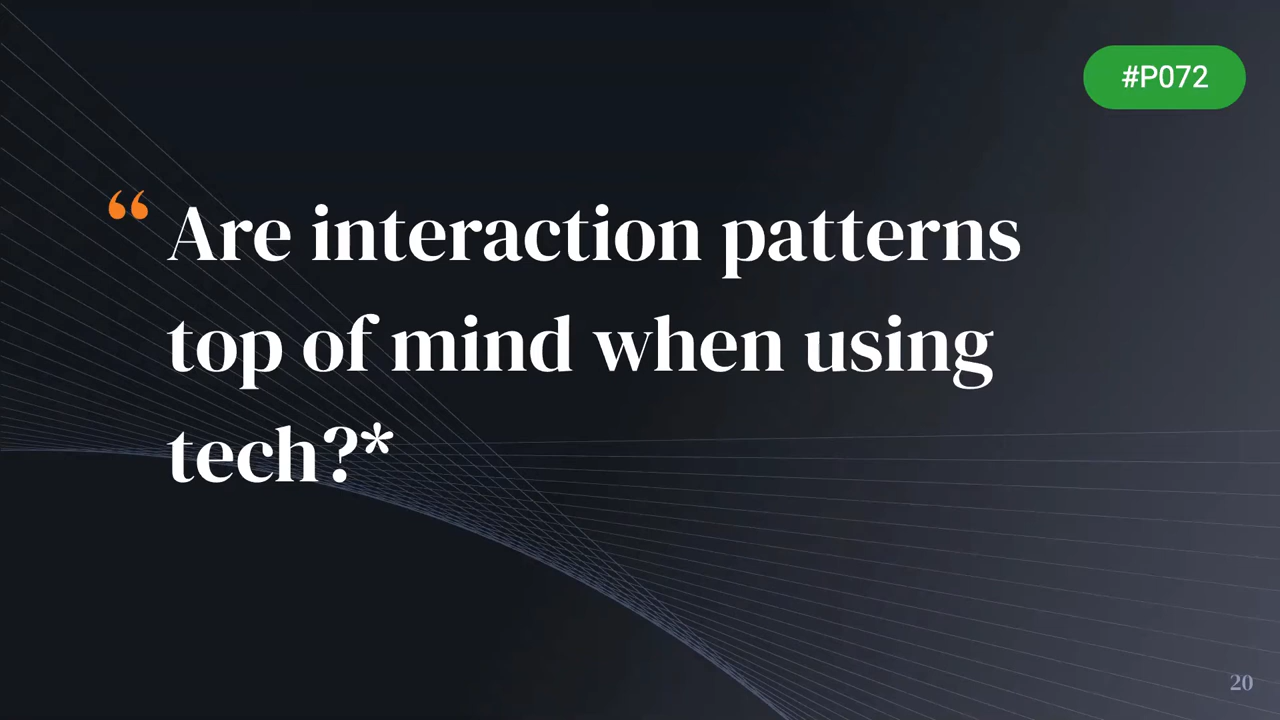 #P072
“Are interaction patterns
top of mind when using
tech?*
20